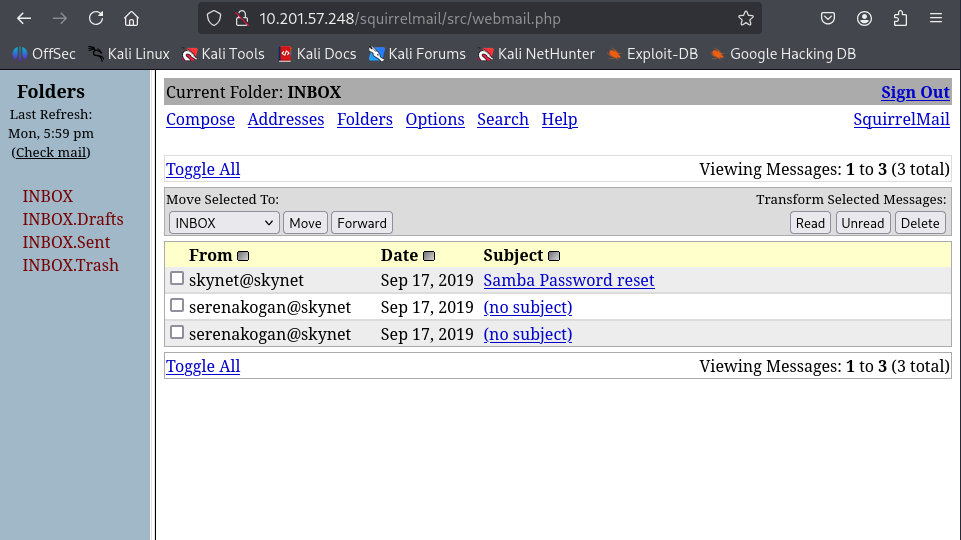 10.201.57.248/squirrelmail/src/webmail.php
OffSec Kali Linux Kali Tools Kali Docs Kali Forums Kali NetHunter Exploit-DB Google Hacking DB
Folders
Last Refresh:
Mon, 5:59 pm
(Check mail)
INBOX
INBOX.Drafts
INBOX.Sent
INBOX.Trash
Current Folder: INBOX Sign Out
Compose Addresses Folders Options Search Help SquirrelMail
Toggle All Viewing Messages: 1 to 3 (3 total)
Move Selected To: Transform Selected Messages:
INBOX Move Forward Read Unread Delete
From Date Subject
skynet@skynet Sep 17, 2019 Samba Password reset
serenakogan@skynet Sep 17, 2019 (no subject)
serenakogan@skynet Sep 17, 2019 (no subject)
Toggle All Viewing Messages: 1 to 3 (3 total)